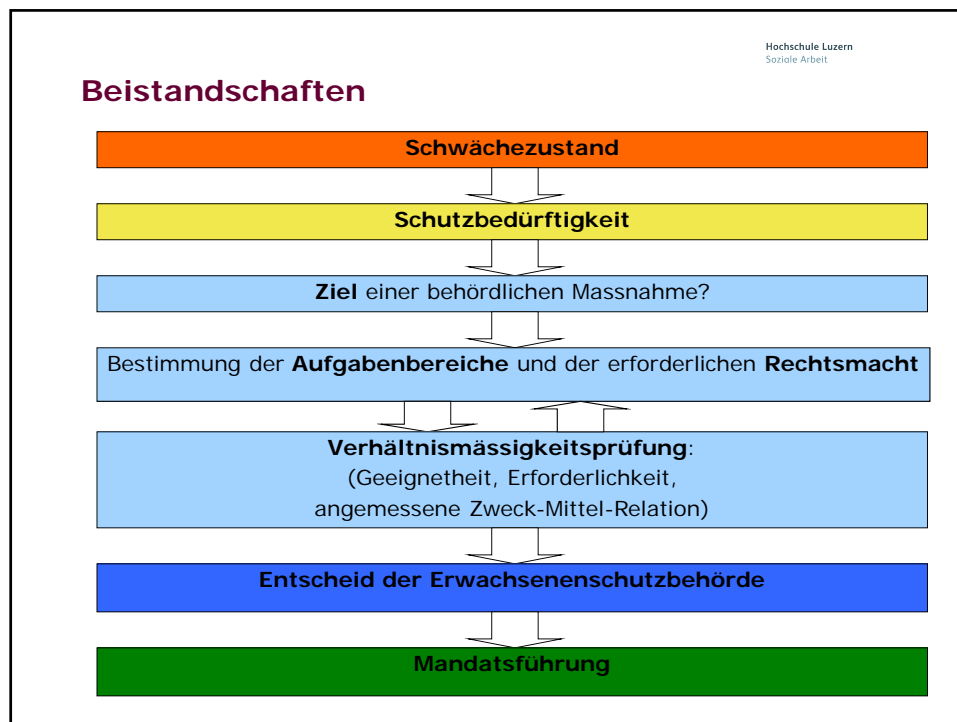 Hochschule Luzern
Soziale Arbeit
Beistandschaften
Schwächezustand
Schutzbedürftigkeit
Ziel einer behördlichen Massnahme?
Bestimmung der Aufgabenbereiche und der erforderlichen Rechtsmacht
Verhältnismässigkeitsprüfung:
(Geeignetheit, Erforderlichkeit,
angemessene Zweck-Mittel-Relation)
Entscheid der Erwachsenenschutzbehörde
Mandatsführung